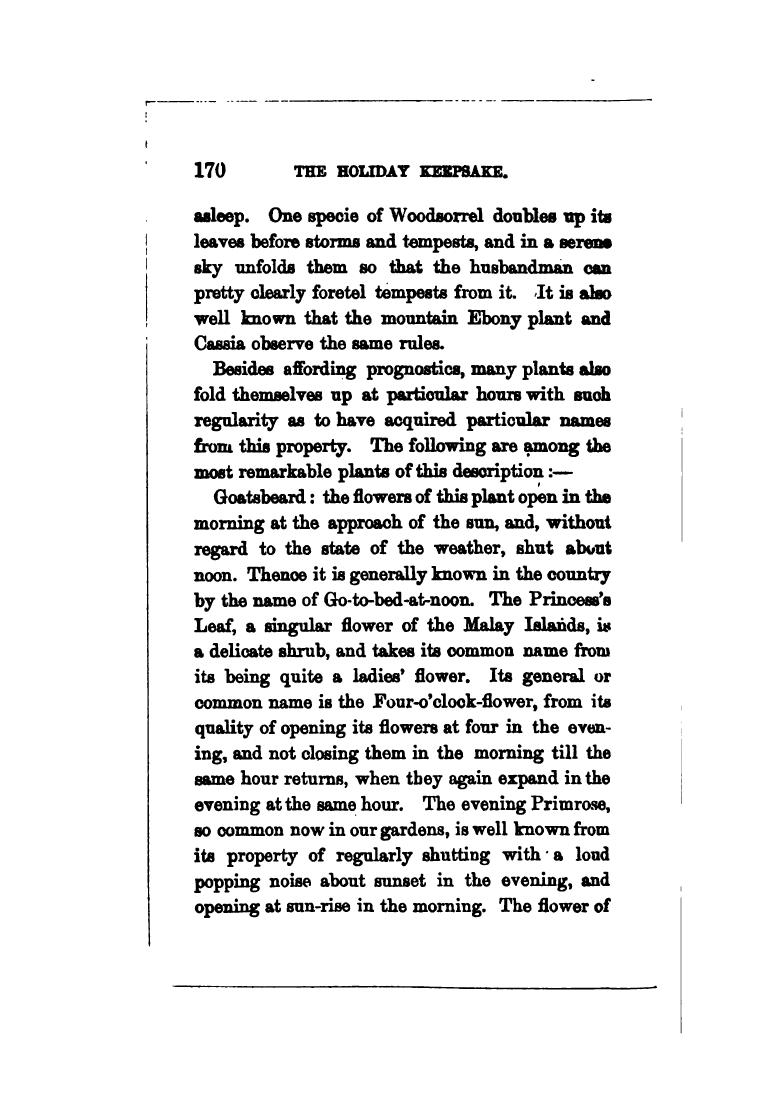 170 THE HOLIDAY KEEPSAKE.
asleep. One specie of Woodsorrel doubles up its
leaves before storms and tempests, and in a serene
sky unfolds them so that the husbandman can
pretty clearly foretel tempests from it. It is also
well known that the mountain Ebony plant and
Cassia observe the same rules.
Besides affording prognostics, many plants also
fold themselves up at particular hours with such
regularity as to have acquired particular names
from this property. The following are among the
most remarkable plants of this description :—
Goatsbeard : the flowers of this plant open in the
morning at the approach of the sun, and, without
regard to the state of the weather, shut about
noon. Thence it is generally known in the country
by the name of Go-to-bed-at-noon. The Princess's
Leaf, a singular flower of the Malay Islands, is
a delicate shrub, and takes its common name from
its being quite a ladies' flower. Its general or
common name is the Four-o'clock-flower, from its
quality of opening its flowers at four in the even-
ing, and not closing them in the morning till the
same hour returns, when they again expand in the
evening at the same hour. The evening Primrose,
so common now in our gardens, is well known from
its property of regularly shutting with a loud
popping noise about sunset in the evening, and
opening at sun-rise in the morning. The flower of